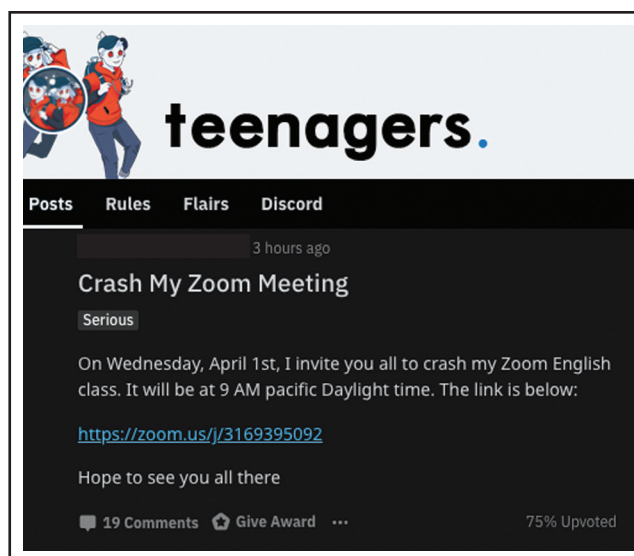 teenagers.
Posts Rules Flairs Discord
3 hours ago
Crash My Zoom Meeting
Serious
On Wednesday, April 1st, I invite you all to crash my Zoom English
class. It will be at 9 AM pacific Daylight time. The link is below:
https://zoom.us/j/3169395092
Hope to see you all there
19 Comments Give Award ••• 75% Upvoted